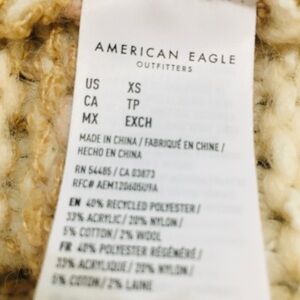 AMERICAN EAGLE
OUTFITTERS
US XS
CA TP
MX EXCH
MADE IN CHINA / FABRIQUÉ EN CHINE /
HECHO EN CHINA
RN 54485 / CA 03873
RFC# AEM120605U9A
EN 40% RECYCLED POLYESTER /
33% ACRYLIC / 20% NYLON /
5% COTTON / 2% WOOL
FR 40% POLYESTER RÉGÉNÉRÉ /
33% ACRYLIQUE / 20% NYLON /
5% COTON / 2% LAINE